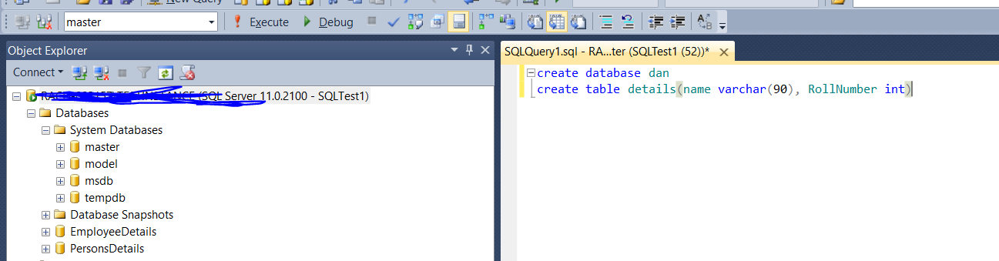 New Query
master
Execute
Debug
Object Explorer
Connect
(SQL Server 11.0.2100 - SQLTest1)
Databases
System Databases
master
model
msdb
tempdb
Database Snapshots
EmployeeDetails
PersonsDetails
SQLQuery1.sql - RA...ter (SQLTest1 (52))*
create database dan
create table details(name varchar(90), RollNumber int)